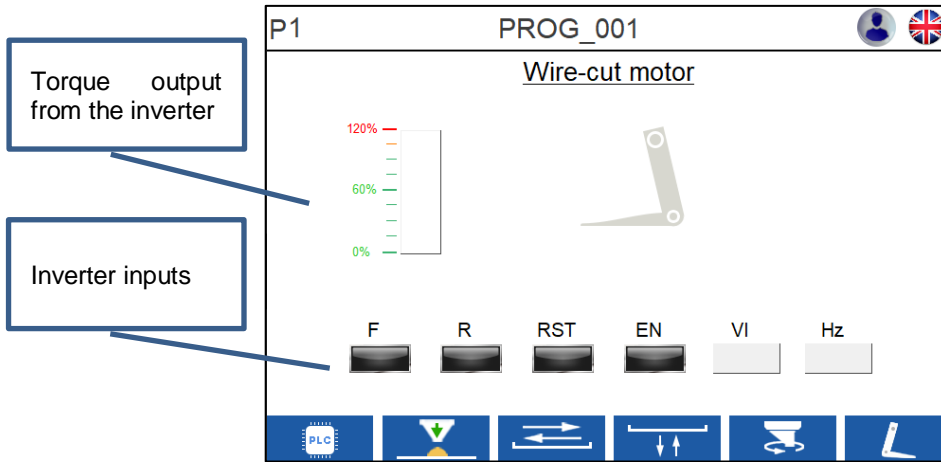 P1 PROG_001
Wire-cut motor
Torque output
from the inverter
120%
60%
0%
Inverter inputs
F R RST EN VI Hz
PLC